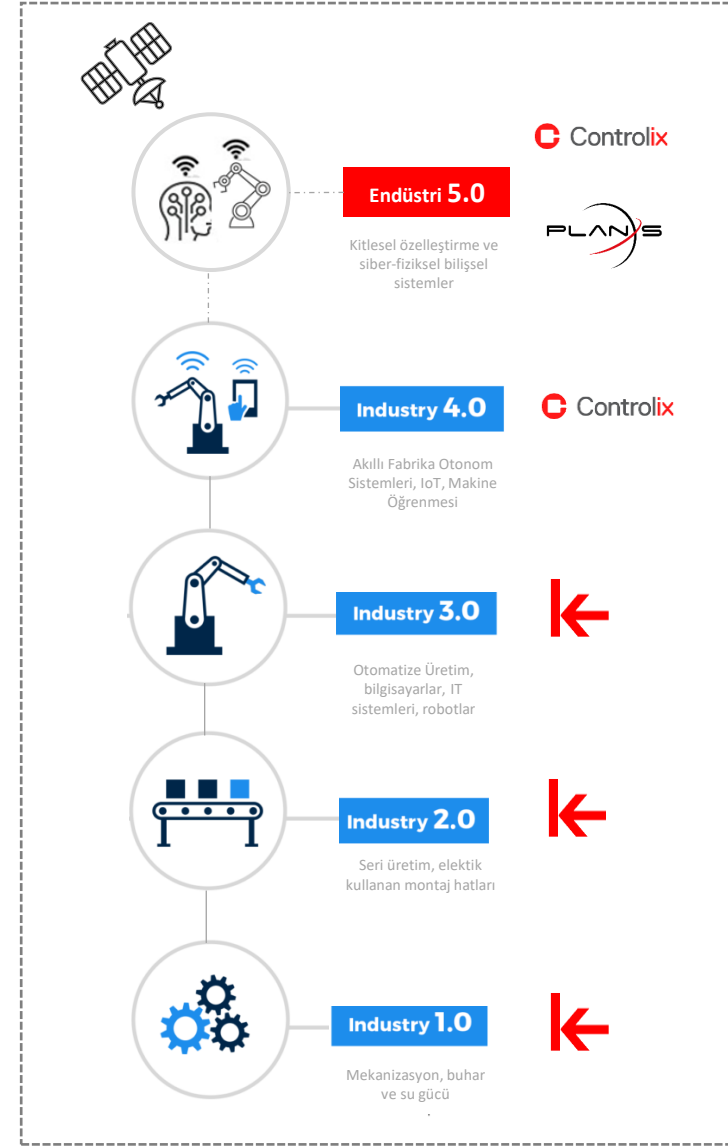 Controlix
Endüstri 5.0
PLANYS
Kitlesel özelleştirme ve
siber-fiziksel bilişsel
sistemler
Industry 4.0
Controlix
Akıllı Fabrika Otonom
Sistemleri, IoT, Makine
Öğrenmesi
Industry 3.0
Otomatize Üretim,
bilgisayarlar, IT
sistemleri, robotlar
Industry 2.0
Seri üretim, elektik
kullanan montaj hatları
Industry 1.0
Mekanizasyon, buhar
ve su gücü
.